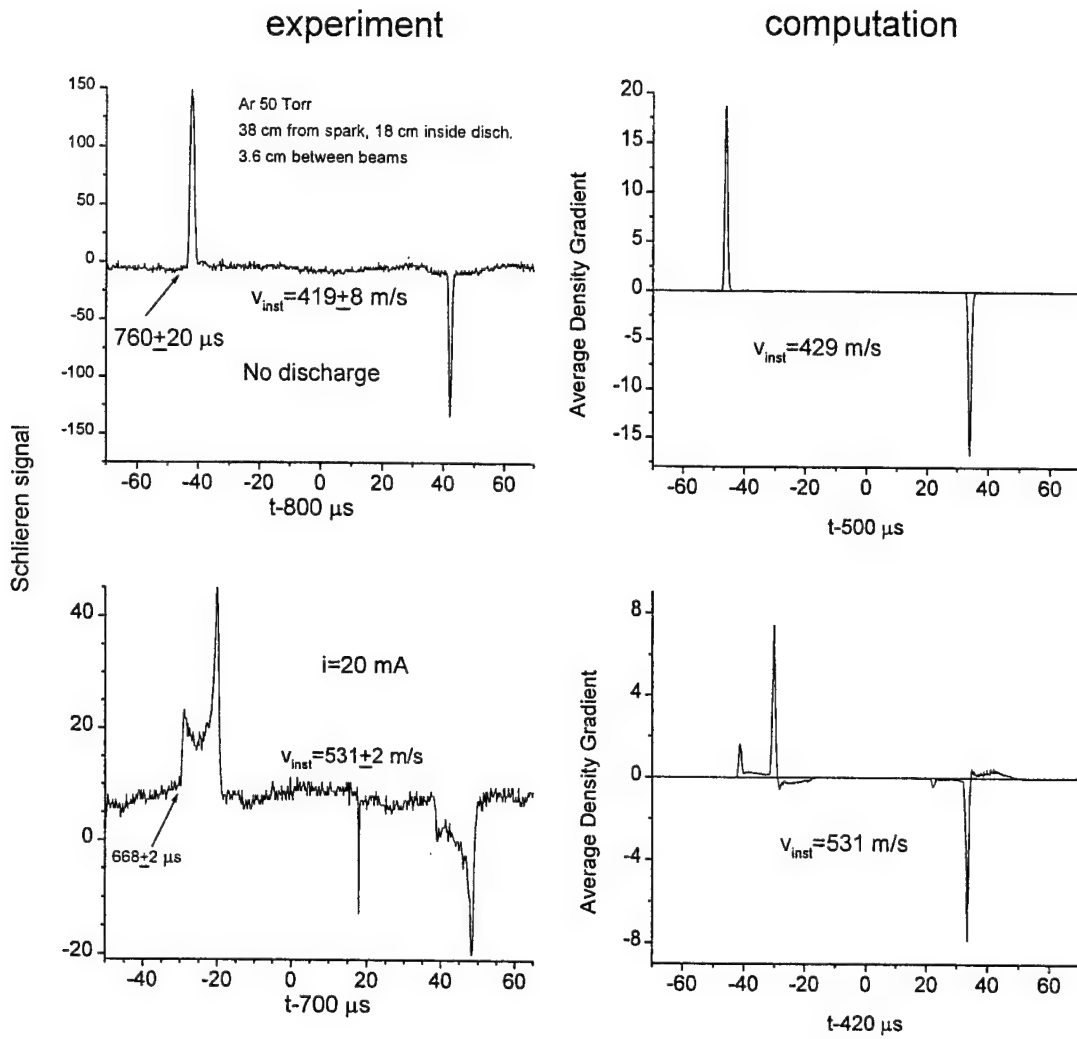 experiment
computation
Schlieren signal
150
100
50
0
-50
-100
-150
Ar 50 Torr
38 cm from spark, 18 cm inside disch.
3.6 cm between beams
v_inst=419±8 m/s
760±20 μs
No discharge
-60 -40 -20 0 20 40 60
t-800 μs
Average Density Gradient
20
15
10
5
0
-5
-10
-15
v_inst=429 m/s
-60 -40 -20 0 20 40 60
t-500 μs
40
20
0
-20
i=20 mA
v_inst=531±2 m/s
668±2 μs
-40 -20 0 20 40 60
t-700 μs
Average Density Gradient
8
4
0
-4
-8
v_inst=531 m/s
-60 -40 -20 0 20 40 60
t-420 μs